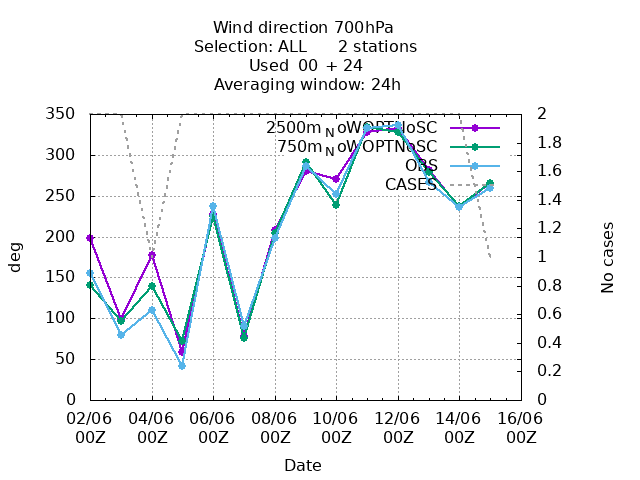 Wind direction 700hPa
Selection: ALL 2 stations
Used 00 + 24
Averaging window: 24h
350
300
250
200
150
100
50
0
deg
2
1.8
1.6
1.4
1.2
1
0.8
0.6
0.4
0.2
0
No cases
2500m_NoWOPTNoSC
750m_NoWOPTNoSC
OBS
CASES
02/06 04/06 06/06 08/06 10/06 12/06 14/06 16/06
00Z 00Z 00Z 00Z 00Z 00Z 00Z 00Z
Date